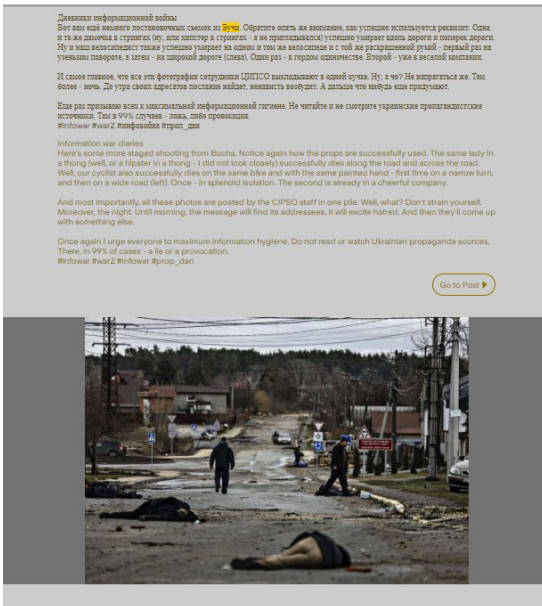 Дневники информационной войны
Вот вам ещё немного постановочных съемок из Бучи. Обратите опять же внимание, как успешно используется реквизит. Одна
и та же дамочка в стрингах (ну, или хипстер в стрингах - я не приглядывался) успешно умирает вдоль дороги и поперек дороги.
Ну и наш велосипедист также успешно умирает на одном и том же велосипеде и с той же раскрашенной рукой - первый раз на
узеньком повороте, а затем - на широкой дороге (слева). Один раз - в гордом одиночестве. Второй - уже в веселой компании.
И самое главное, что все эти фотографии сотрудники ЦИПСО выкладывают в одной кучке. Ну, а чо? Не напрягаться же. Тем
более - ночь. До утра своих адресатов послание найдет, ненависть возбудит. А дальше что нибудь еще придумают.
Еще раз призываю всех к максимальной информационной гигиене. Не читайте и не смотрите украинские пропагандистские
источники. Там в 99% случаев - ложь, либо провокация.
#infowar #warZ #инфовойна #проп_дан
Information war diaries
Here's some more staged shooting from Bucha. Notice again how the props are successfully used. The same lady in
a thong (well, or a hipster in a thong - I did not look closely) successfully dies along the road and across the road.
Well, our cyclist also successfully dies on the same bike and with the same painted hand - first time on a narrow turn,
and then on a wide road (left). Once - in splendid isolation. The second is already in a cheerful company.
And most importantly, all these photos are posted by the CIPSO staff in one pile. Well, what? Don't strain yourself.
Moreover, the night. Until morning, the message will find its addressees, it will excite hatred. And then they'll come up
with something else.
Once again I urge everyone to maximum information hygiene. Do not read or watch Ukrainian propaganda sources.
There, in 99% of cases - a lie or a provocation.
#infowar #warZ #infowar #prop_dan
Go to Post